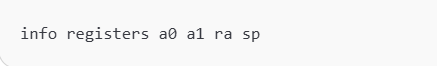 info registers a0 a1 ra sp